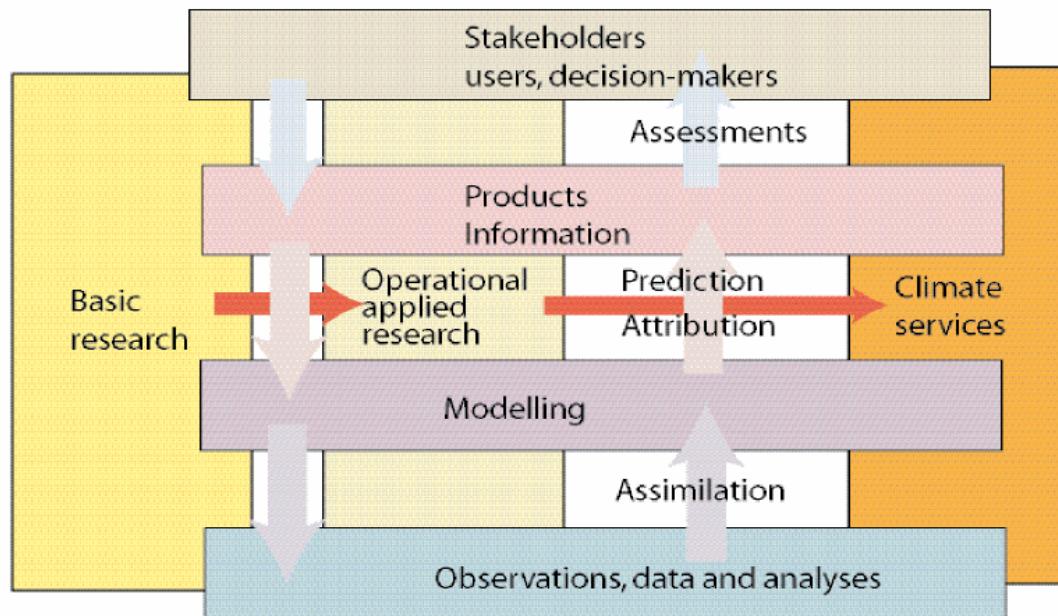 Stakeholders
users, decision-makers
Assessments
Products
Information
Basic
research
Operational
applied
research
Prediction
Attribution
Climate
services
Modelling
Assimilation
Observations, data and analyses